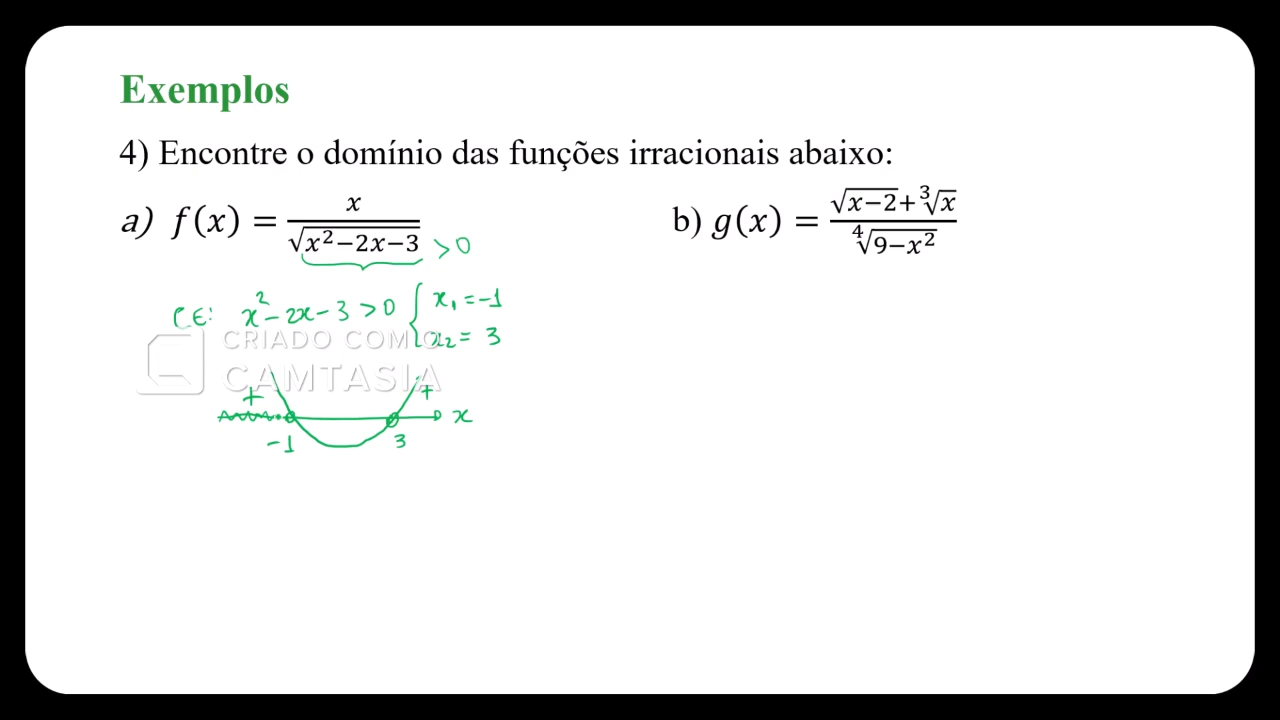 Exemplos
4) Encontre o domínio das funções irracionais abaixo:
a) f(x) = x / √(x²−2x−3) > 0
b) g(x) = (√(x−2) + ∛x) / ∜(9−x²)
CE: x² − 2x − 3 > 0 { x₁ = −1
x₂ = 3
CRIADO COM O
CAMTASIA
+ +
x
−1 3